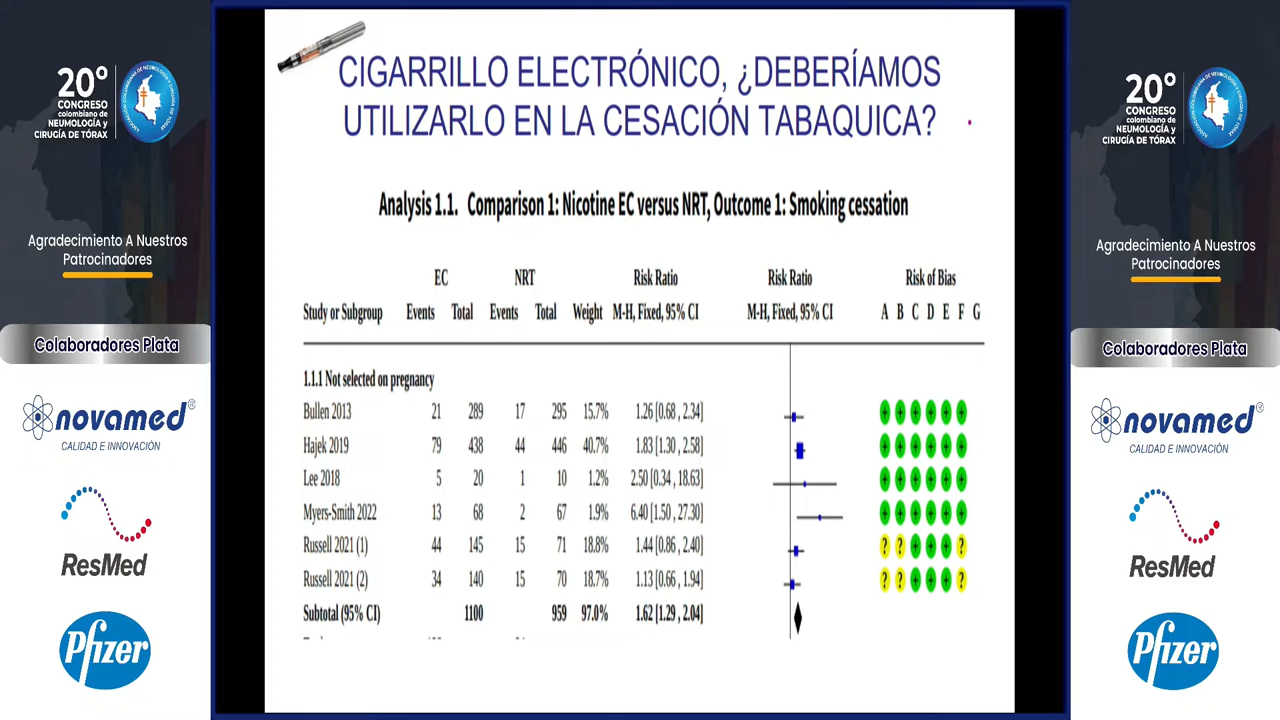 20º
CONGRESO
colombiano de
NEUMOLOGÍA y
CIRUGÍA DE TÓRAX
Agradecimiento A Nuestros
Patrocinadores
Colaboradores Plata
novamed®
CALIDAD E INNOVACIÓN
ResMed
Pfizer
CIGARRILLO ELECTRÓNICO, ¿DEBERÍAMOS
UTILIZARLO EN LA CESACIÓN TABAQUICA?
Analysis 1.1. Comparison 1: Nicotine EC versus NRT, Outcome 1: Smoking cessation
EC NRT Risk Ratio Risk Ratio Risk of Bias
Study or Subgroup Events Total Events Total Weight M-H, Fixed, 95% CI M-H, Fixed, 95% CI A B C D E F G
1.1.1 Not selected on pregnancy
Bullen 2013 21 289 17 295 15.7% 1.26 [0.68 , 2.34] + + + + + +
Hajek 2019 79 438 44 446 40.7% 1.83 [1.30 , 2.58] + + + + + +
Lee 2018 5 20 1 10 1.2% 2.50 [0.34 , 18.63] + + + + + +
Myers-Smith 2022 13 68 2 67 1.9% 6.40 [1.50 , 27.30] + + + + + +
Russell 2021 (1) 44 145 15 71 18.8% 1.44 [0.86 , 2.40] ? ? + + + ?
Russell 2021 (2) 34 140 15 70 18.7% 1.13 [0.66 , 1.94] ? ? + + + ?
Subtotal (95% CI) 1100 959 97.0% 1.62 [1.29 , 2.04]
20º
CONGRESO
colombiano de
NEUMOLOGÍA y
CIRUGÍA DE TÓRAX
Agradecimiento A Nuestros
Patrocinadores
Colaboradores Plata
novamed®
CALIDAD E INNOVACIÓN
ResMed
Pfizer